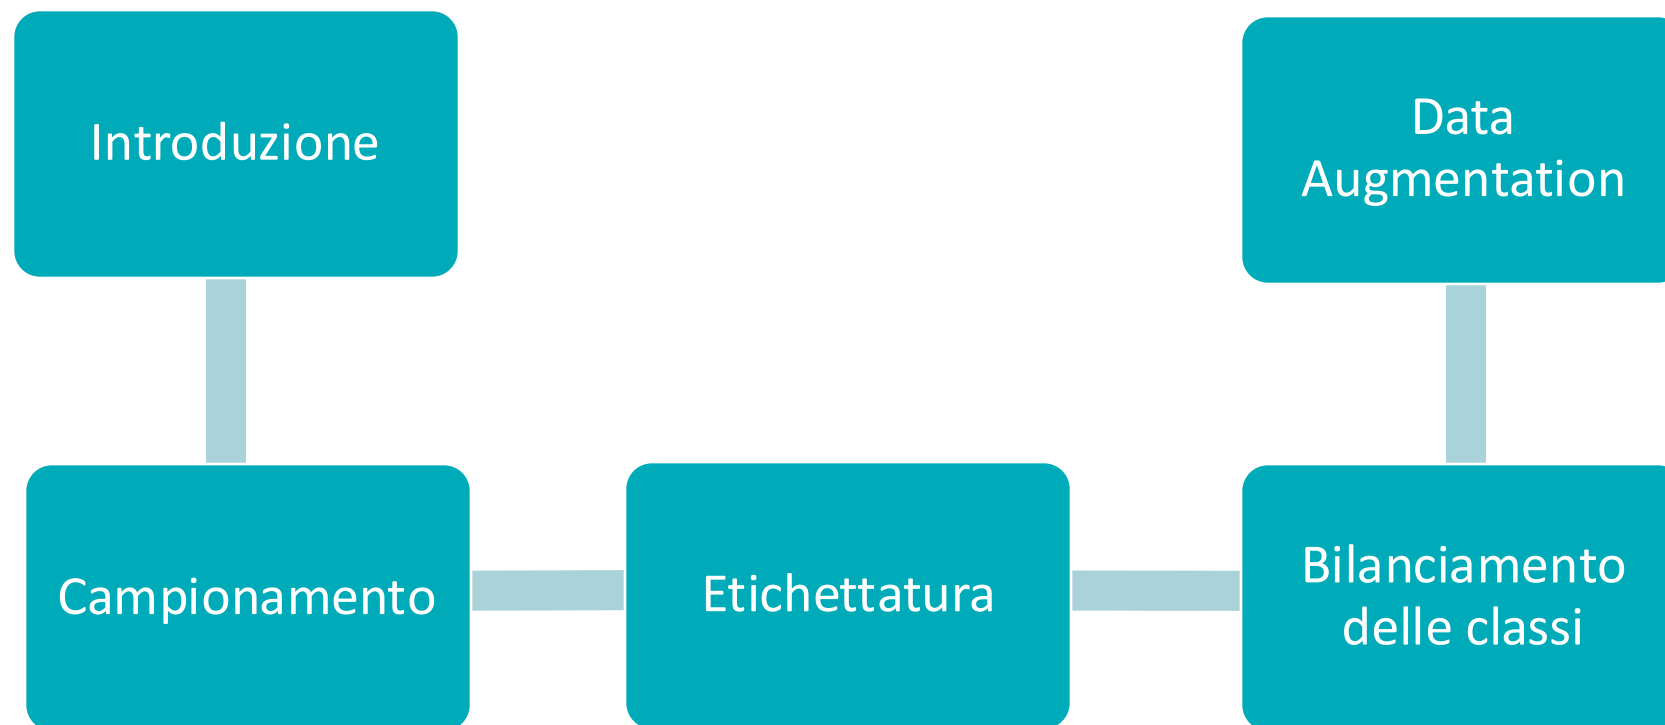 Introduzione
Campionamento
Etichettatura
Bilanciamento
delle classi
Data
Augmentation